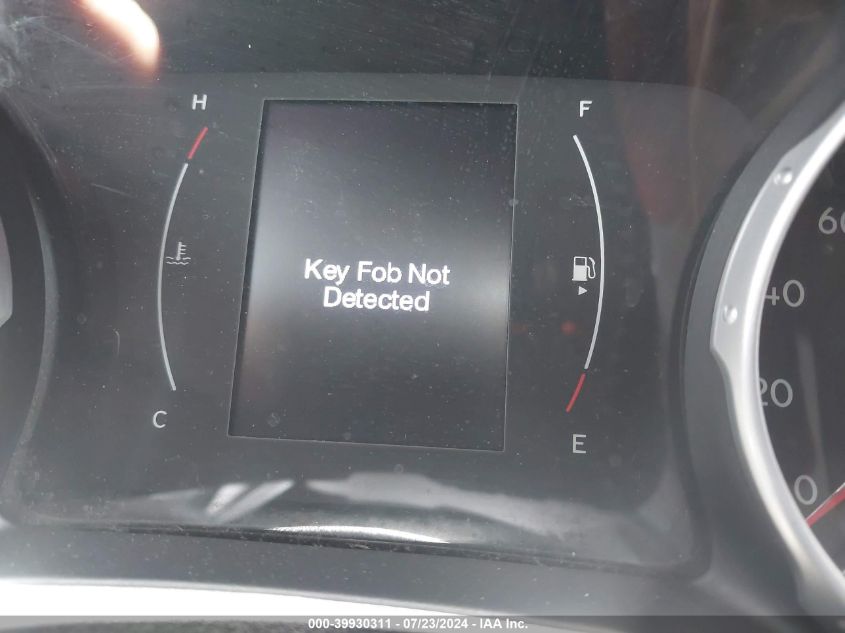 H
F
Key Fob Not
Detected
60
40
20
0
C
E
000-39930311 - 07/23/2024 - IAA Inc.